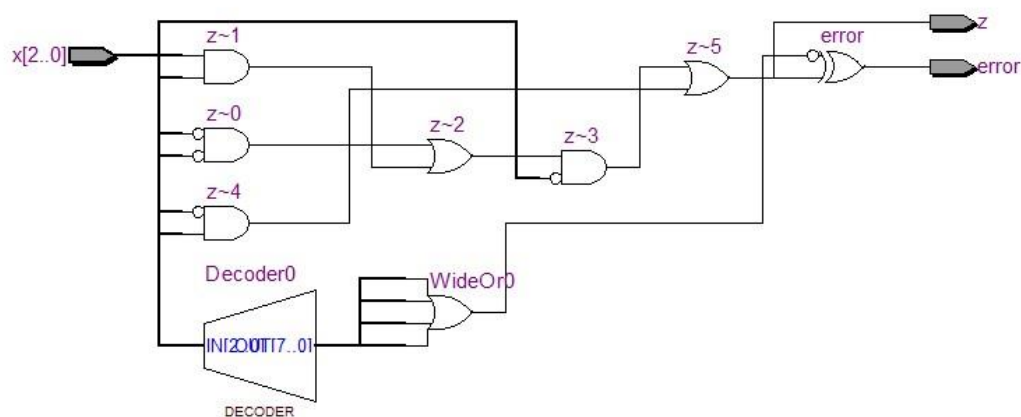 x[2..0]
z~1
z~0
z~4
z~2
z~3
z~5
error
z
error
Decoder0
WideOr0
DECODER